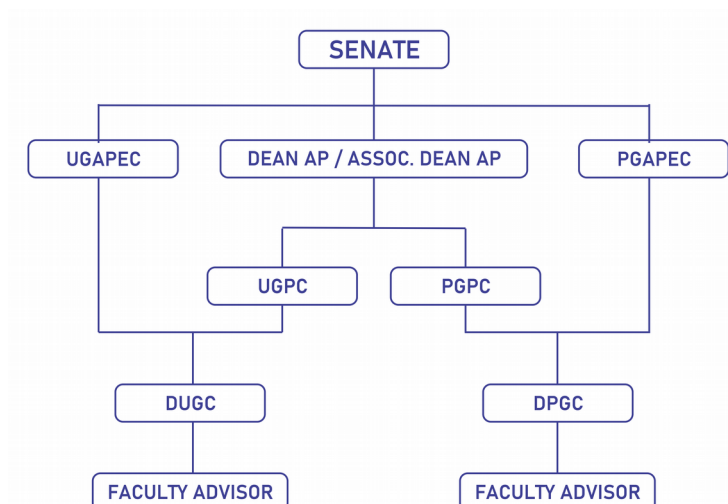 SENATE
UGAPEC
DEAN AP / ASSOC. DEAN AP
PGAPEC
UGPC
PGPC
DUGC
DPGC
FACULTY ADVISOR
FACULTY ADVISOR